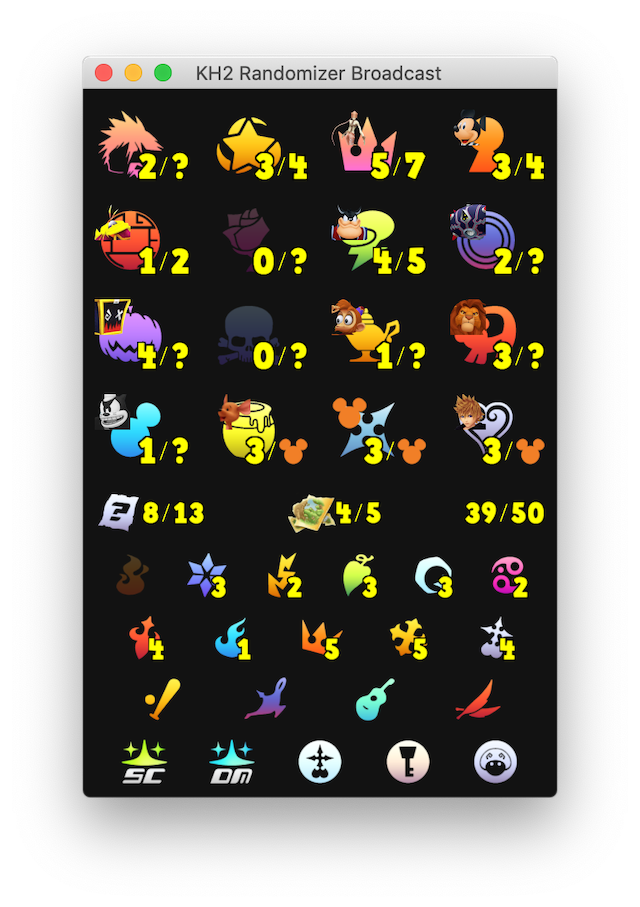 KH2 Randomizer Broadcast
2/? 3/4 5/7 3/4
1/2 0/? 4/5 2/?
4/? 0/? 1/? 3/?
1/? 3/ 3/ 3/
? 8/13 4/5 39/50
3 2 3 3 2
4 1 5 5 4
SC DM